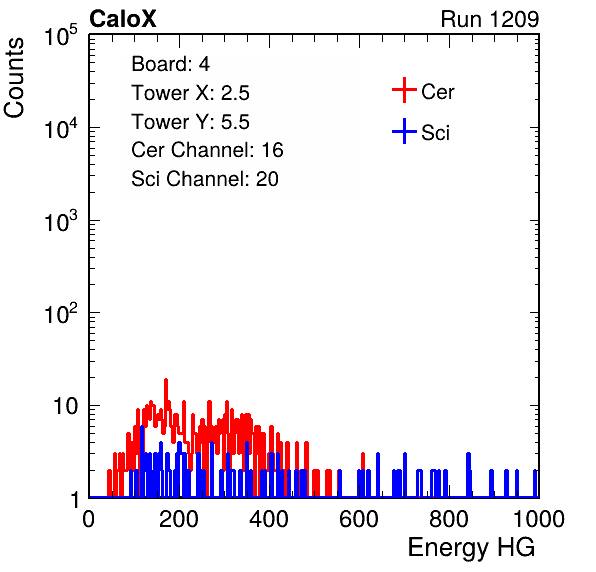 CaloX Run 1209
Counts
10^5
10^4
10^3
10^2
10
1
Board: 4
Tower X: 2.5
Tower Y: 5.5
Cer Channel: 16
Sci Channel: 20
Cer
Sci
0 200 400 600 800 1000
Energy HG